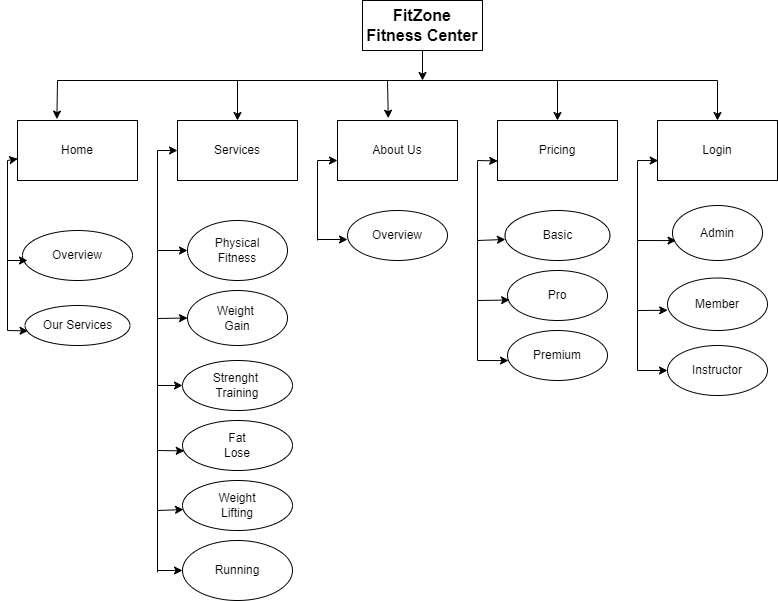 FitZone
Fitness Center
Home
Services
About Us
Pricing
Login
Overview
Our Services
Physical
Fitness
Weight
Gain
Strenght
Training
Fat
Lose
Weight
Lifting
Running
Overview
Basic
Pro
Premium
Admin
Member
Instructor